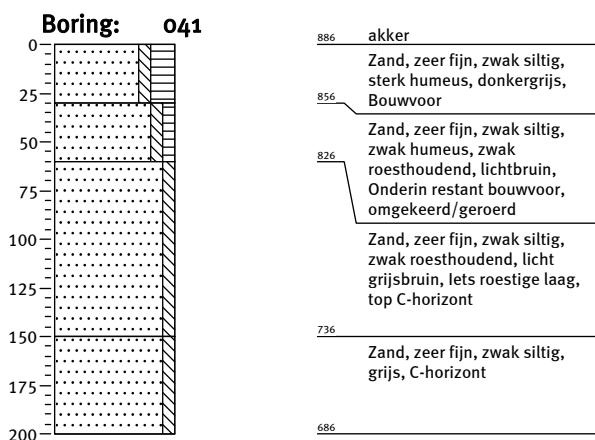 Boring: 041
0
25
50
75
100
125
150
175
200
886 akker
Zand, zeer fijn, zwak siltig,
sterk humeus, donkergrijs,
Bouwvoor
856
Zand, zeer fijn, zwak siltig,
zwak humeus, zwak
roesthoudend, lichtbruin,
Onderin restant bouwvoor,
omgekeerd/geroerd
826
Zand, zeer fijn, zwak siltig,
zwak roesthoudend, licht
grijsbruin, Iets roestige laag,
top C-horizont
736
Zand, zeer fijn, zwak siltig,
grijs, C-horizont
686